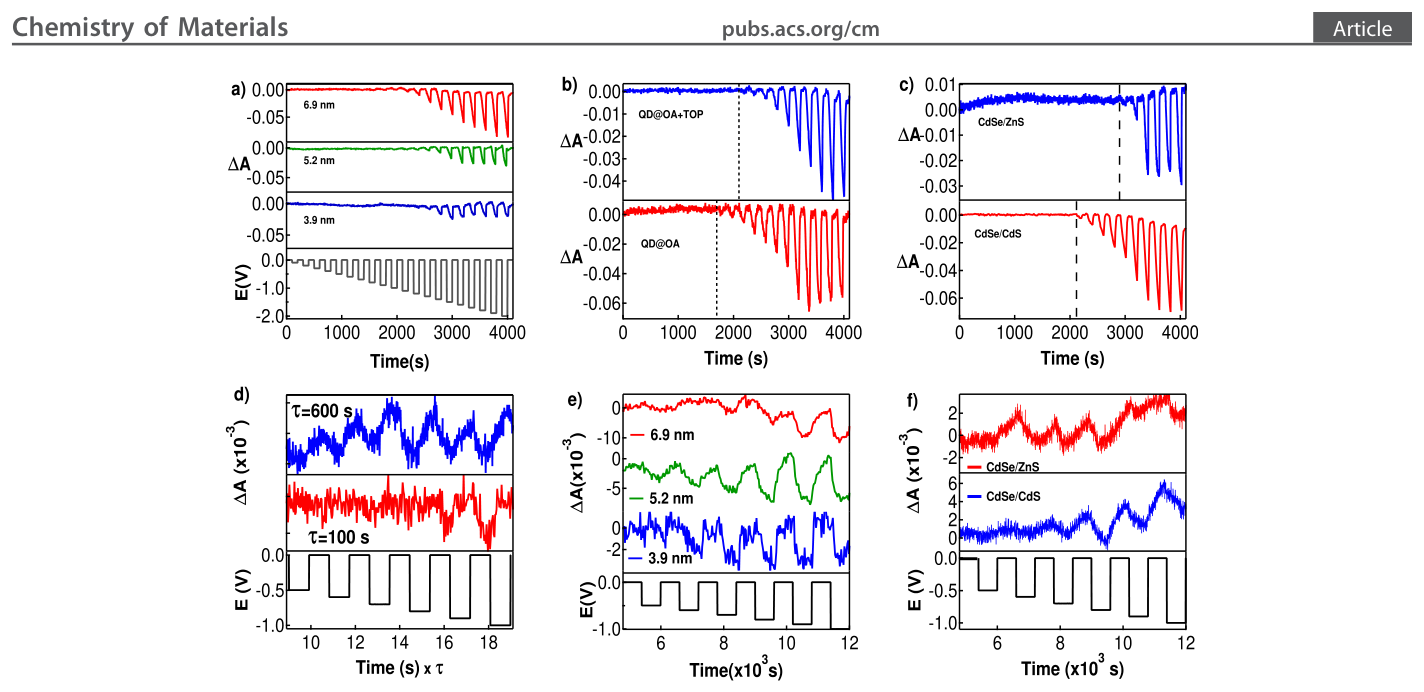 Chemistry of Materials
pubs.acs.org/cm
Article
a)
0.00
-0.05
6.9 nm
0.00
-0.05
5.2 nm
ΔA
0.00
-0.05
3.9 nm
0.0
-1.0
-2.0
E(V)
0 1000 2000 3000 4000
Time(s)
b)
0.00
-0.01
-0.02
-0.03
-0.04
ΔA
QD@OA+TOP
0.00
-0.02
-0.04
-0.06
ΔA
QD@OA
0 1000 2000 3000 4000
Time (s)
c)
0.01
0.00
-0.01
-0.02
-0.03
ΔA
CdSe/ZnS
0.00
-0.02
-0.04
-0.06
ΔA
CdSe/CdS
0 1000 2000 3000 4000
Time (s)
d)
τ=600 s
ΔA (x10⁻³)
τ=100 s
0.0
-0.5
-1.0
E (V)
10 12 14 16 18
Time (s) x τ
e)
0
-10
6.9 nm
0
-5
5.2 nm
ΔA(x10⁻³)
0
-2
3.9 nm
0.0
-1.0
E(V)
6 8 10 12
Time(x10³s)
f)
2
0
-2
CdSe/ZnS
ΔA (x10⁻³)
6
4
2
0
CdSe/CdS
0.0
-0.5
-1.0
E (V)
6 8 10 12
Time (x10³ s)